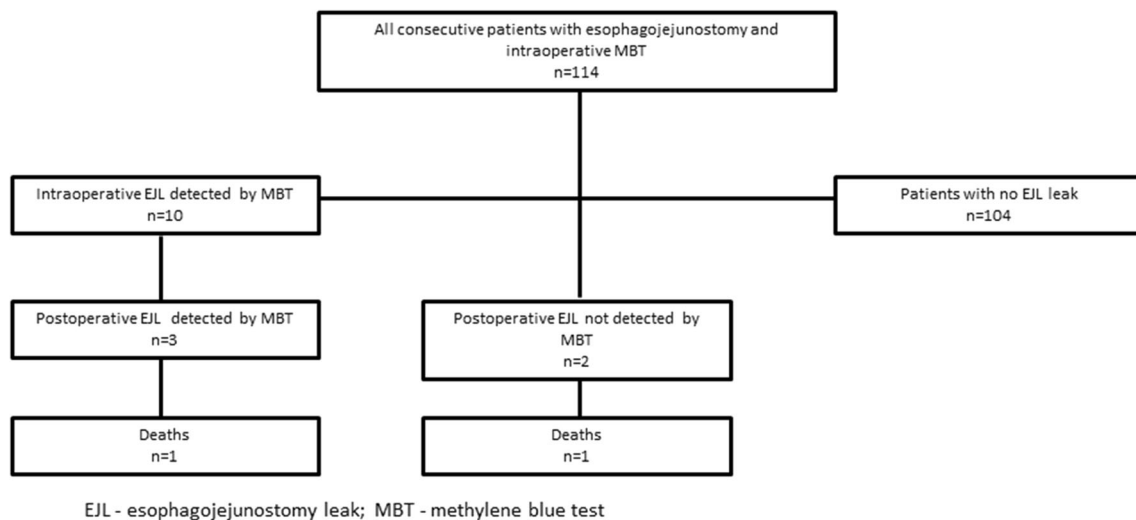 All consecutive patients with esophagojejunostomy and
intraoperative MBT
n=114
Intraoperative EJL detected by MBT
n=10
Patients with no EJL leak
n=104
Postoperative EJL detected by MBT
n=3
Postoperative EJL not detected by
MBT
n=2
Deaths
n=1
Deaths
n=1
EJL - esophagojejunostomy leak; MBT - methylene blue test